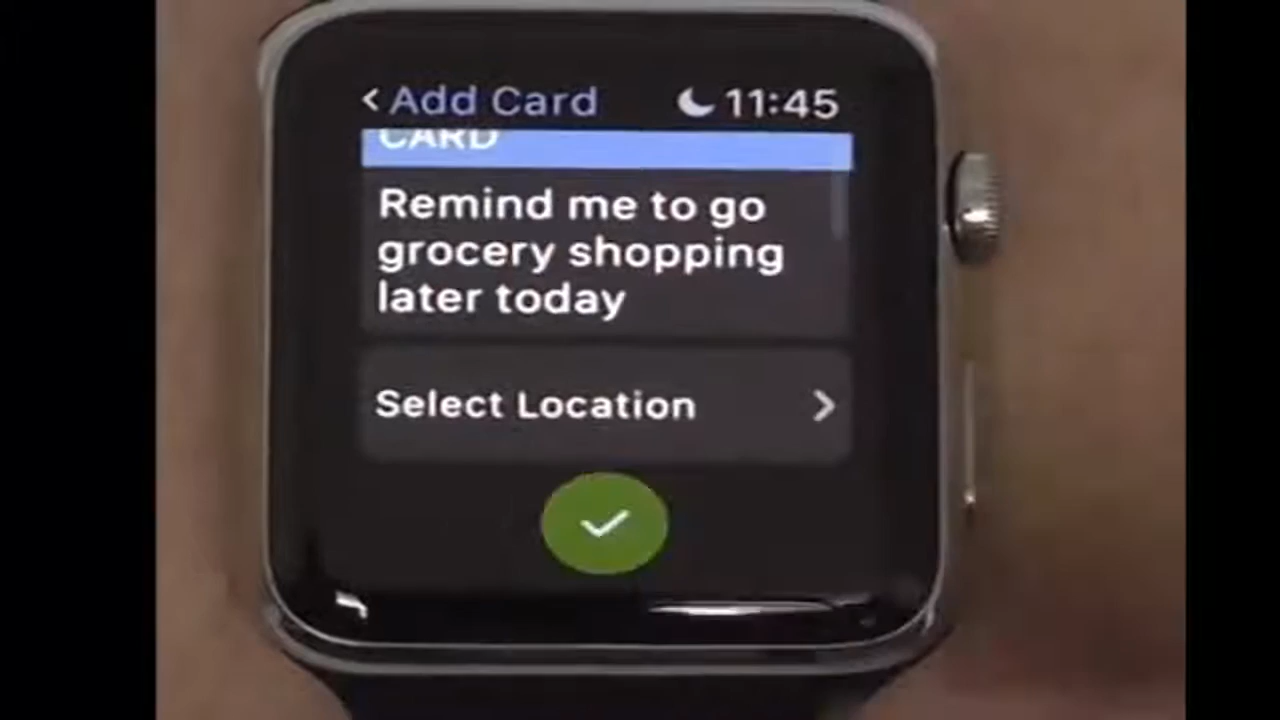 < Add Card 11:45
CARD
Remind me to go
grocery shopping
later today
Select Location >